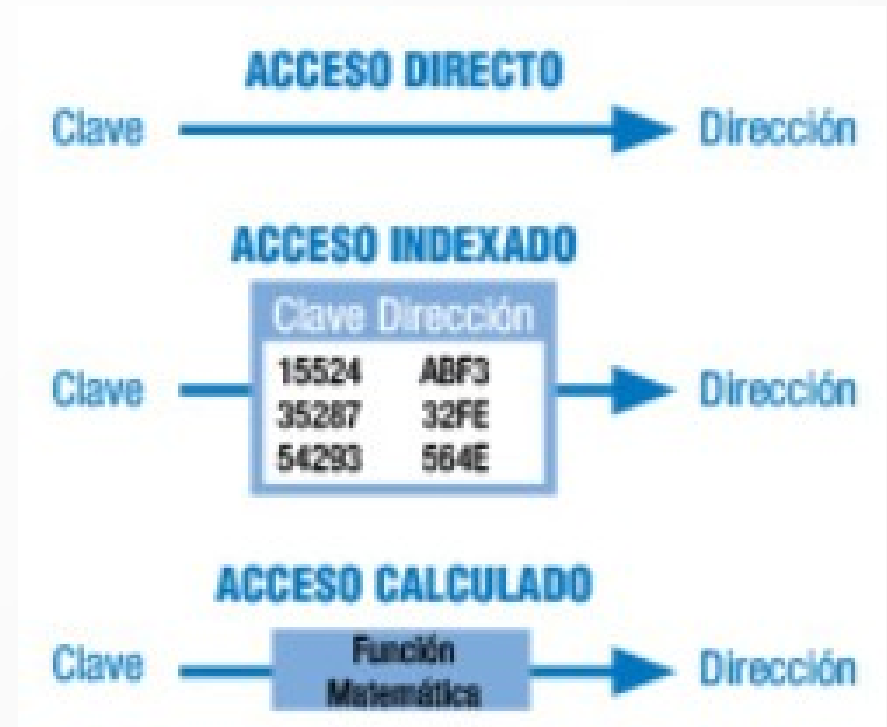 ACCESO DIRECTO
Clave Dirección
ACCESO INDEXADO
Clave Dirección
15524 ABF3
35287 32FE
54293 564E
Clave Dirección
ACCESO CALCULADO
Clave Función Matemática Dirección